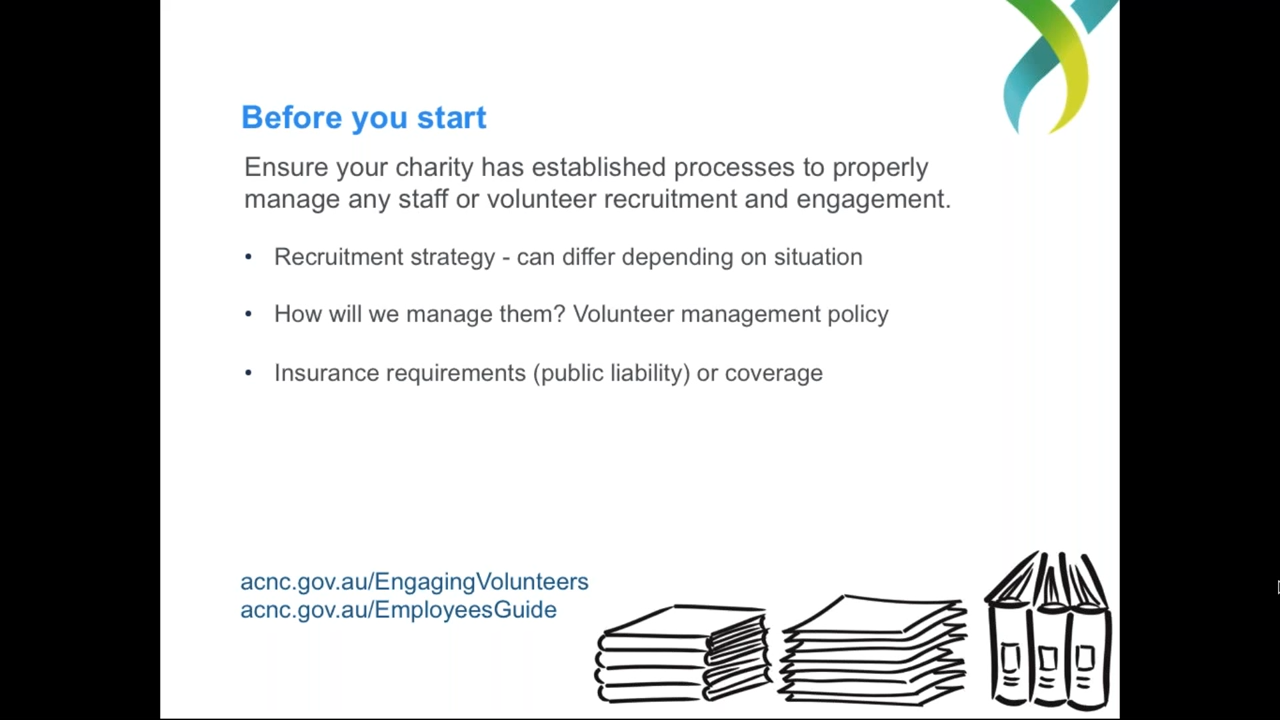 Before you start
Ensure your charity has established processes to properly
manage any staff or volunteer recruitment and engagement.
• Recruitment strategy - can differ depending on situation
• How will we manage them? Volunteer management policy
• Insurance requirements (public liability) or coverage
acnc.gov.au/EngagingVolunteers
acnc.gov.au/EmployeesGuide